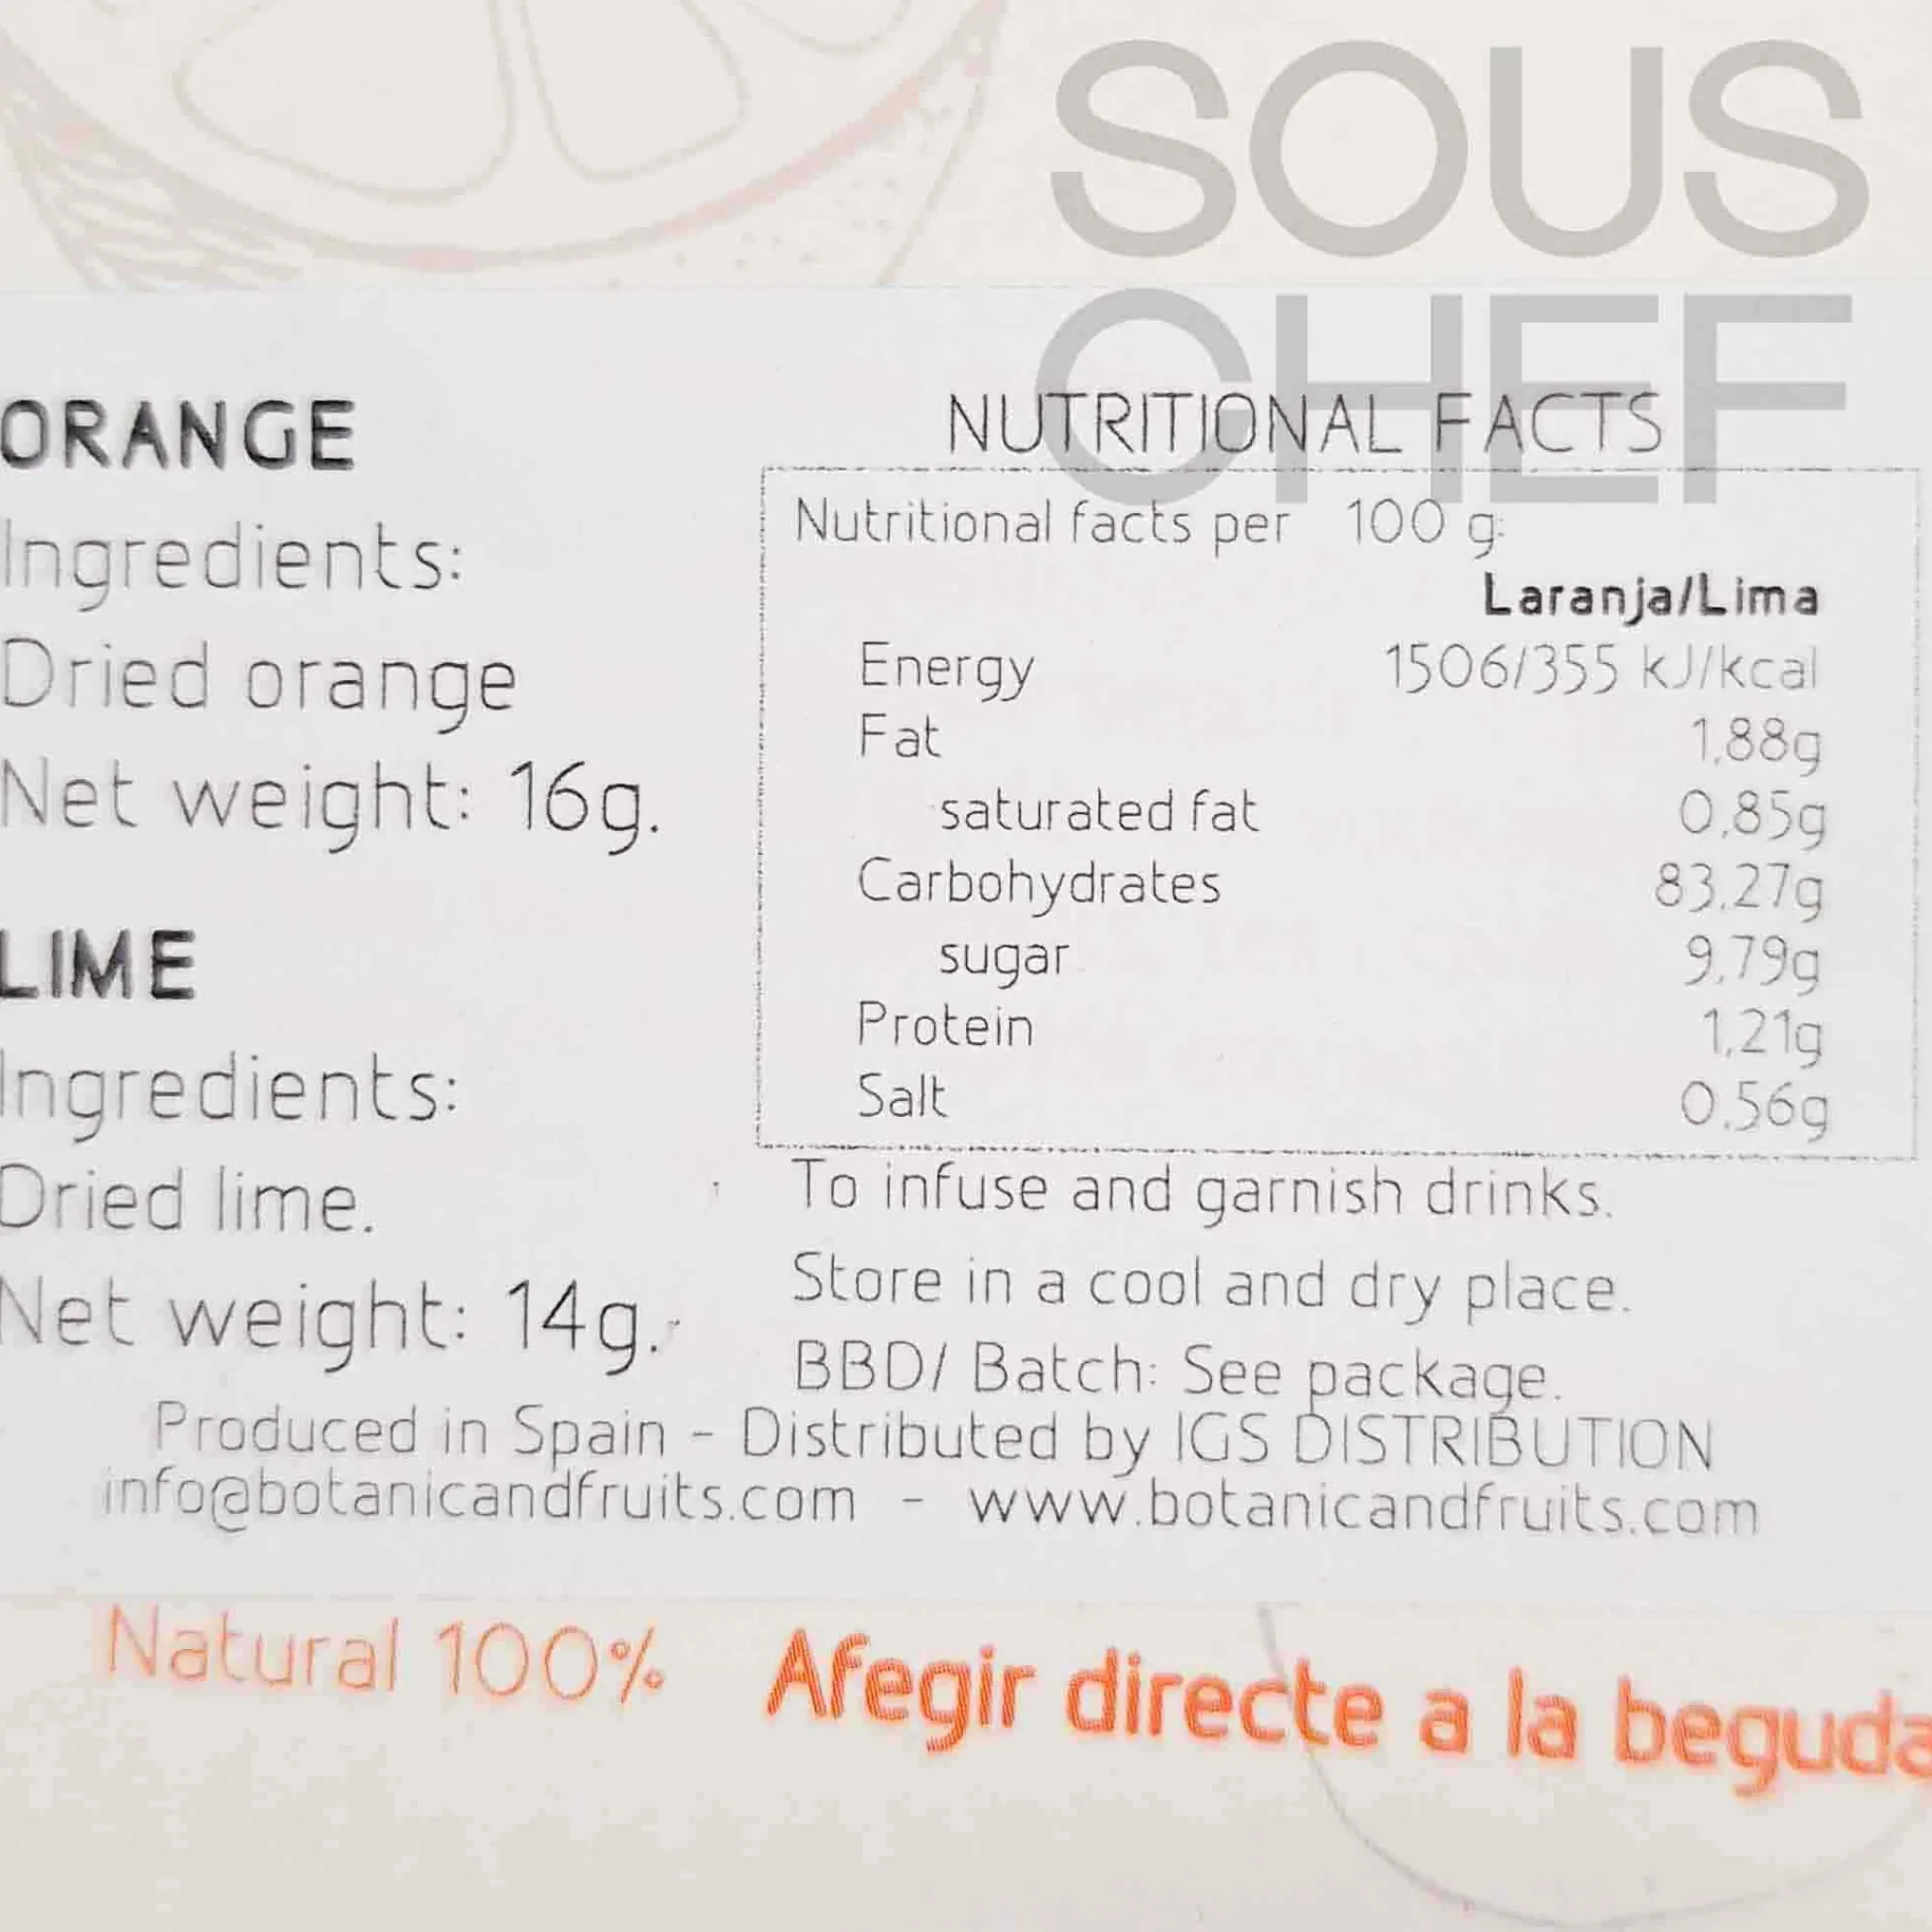 SOUS
CHEF
ORANGE
Ingredients:
Dried orange
Net weight: 16g.
LIME
Ingredients:
Dried lime.
Net weight: 14g.
NUTRITIONAL FACTS
Nutritional facts per 100 g:
Laranja/Lima
Energy 1506/355 kJ/kcal
Fat 1,88g
saturated fat 0,85g
Carbohydrates 83,27g
sugar 9,79g
Protein 1,21g
Salt 0,56g
To infuse and garnish drinks.
Store in a cool and dry place.
BBD/ Batch: See package.
Produced in Spain - Distributed by IGS DISTRIBUTION
info@botanicandfruits.com - www.botanicandfruits.com
Natural 100% Afegir directe a la beguda